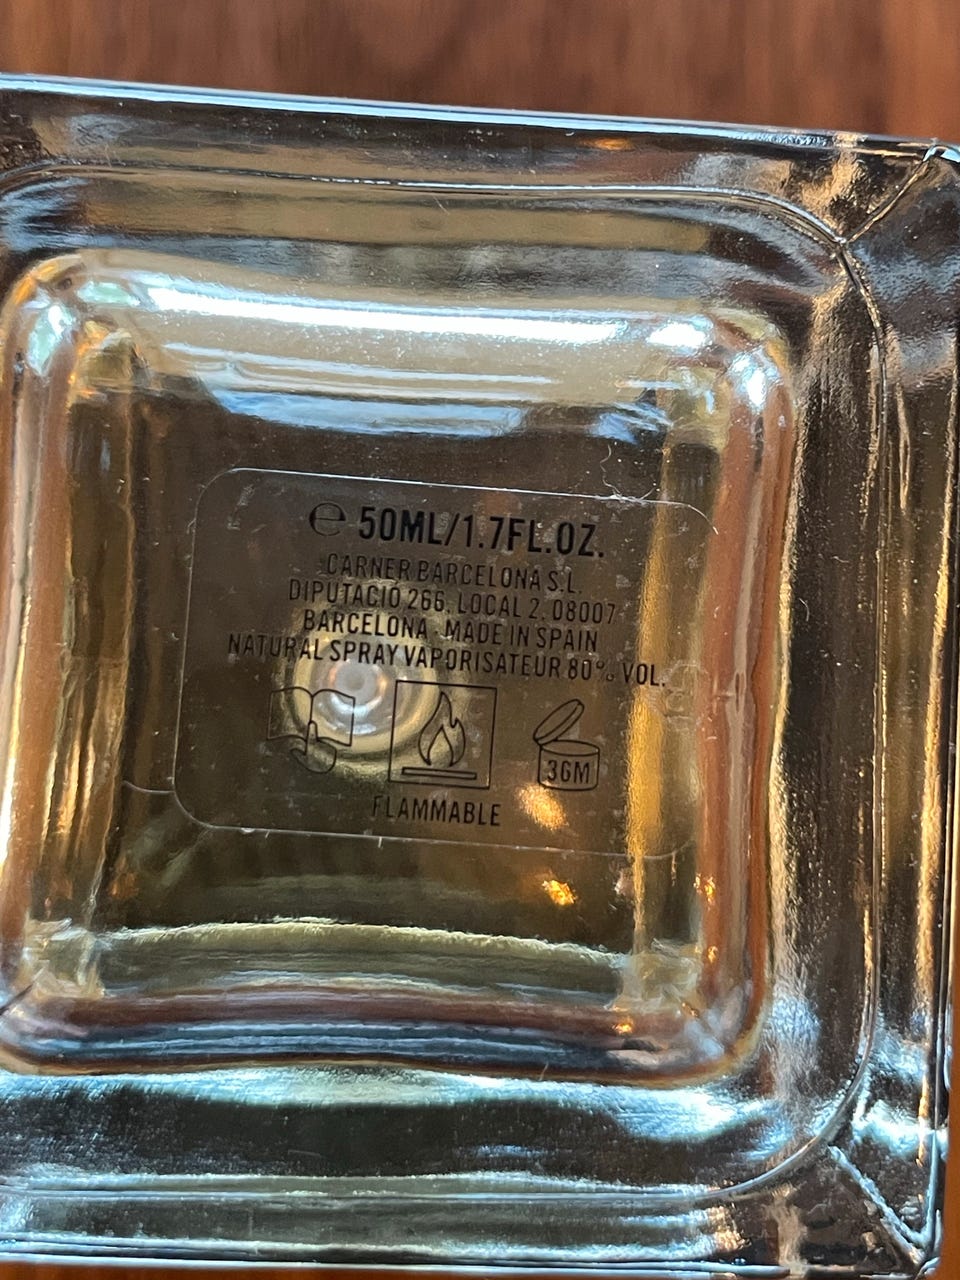 ℮ 50ML/1.7FL.OZ.
CARNER BARCELONA S.L.
DIPUTACIÓ 266, LOCAL 2, 08007
BARCELONA - MADE IN SPAIN
NATURAL SPRAY VAPORISATEUR 80% VOL.
36M
FLAMMABLE